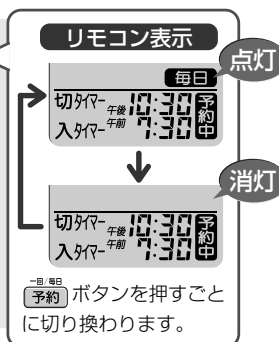 リモコン表示
毎日
点灯
切タイマー 午後 10:30 予約中
入タイマー 午前 7:30
消灯
切タイマー 午後 10:30 予約中
入タイマー 午前 7:30
一回/毎日
予約 ボタンを押すごと
に切り換わります。